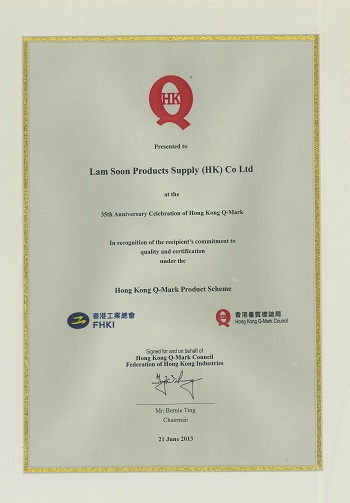 HK
Presented to
Lam Soon Products Supply (HK) Co Ltd
at the
35th Anniversary Celebration of Hong Kong Q-Mark
In recognition of the recipient's commitment to
quality and certification
under the
Hong Kong Q-Mark Product Scheme
香港工業總會
FHKI
香港優質標誌局
Hong Kong Q-Mark Council
Signed for and on behalf of
Hong Kong Q-Mark Council
Federation of Hong Kong Industries
Mr. Bernie Ting
Chairman
21 June 2013